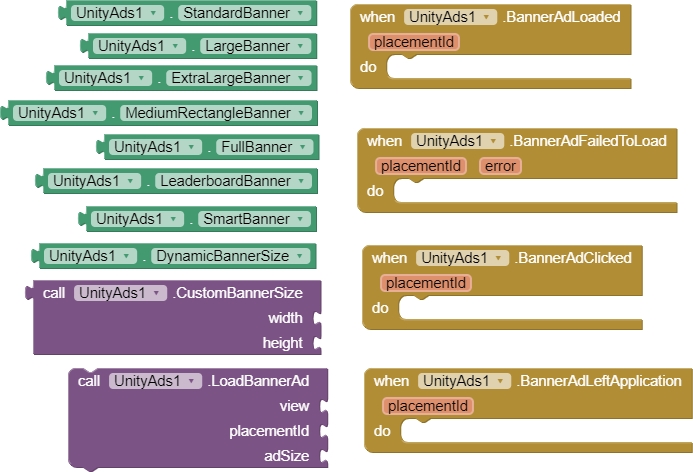 UnityAds1 . StandardBanner
UnityAds1 . LargeBanner
UnityAds1 . ExtraLargeBanner
UnityAds1 . MediumRectangleBanner
UnityAds1 . FullBanner
UnityAds1 . LeaderboardBanner
UnityAds1 . SmartBanner
UnityAds1 . DynamicBannerSize
call UnityAds1 .CustomBannerSize
width
height
call UnityAds1 .LoadBannerAd
view
placementId
adSize
when UnityAds1 .BannerAdLoaded
placementId
do
when UnityAds1 .BannerAdFailedToLoad
placementId error
do
when UnityAds1 .BannerAdClicked
placementId
do
when UnityAds1 .BannerAdLeftApplication
placementId
do